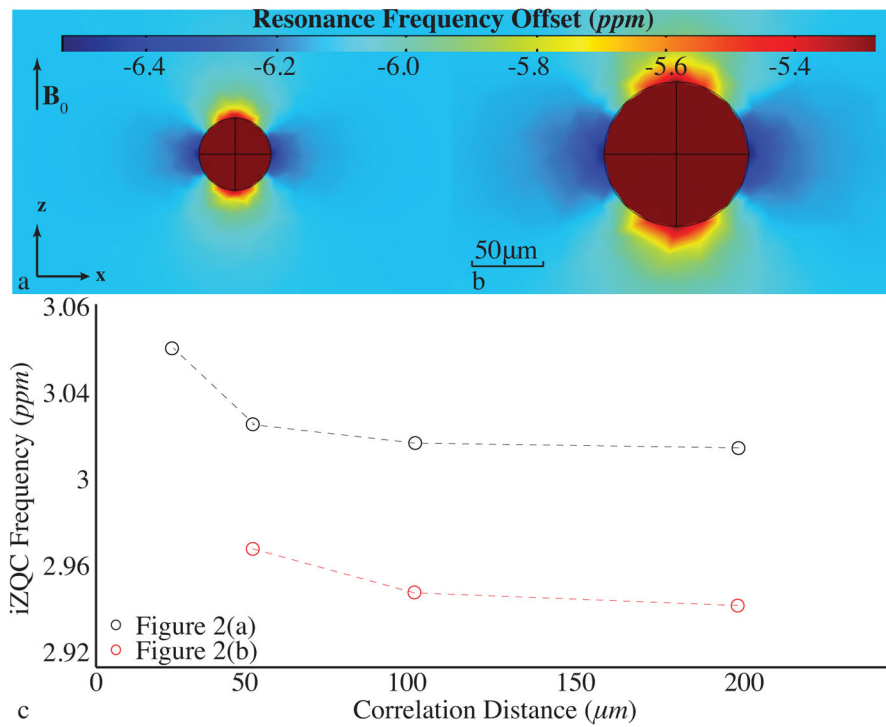 Resonance Frequency Offset (ppm)
-6.4 -6.2 -6.0 -5.8 -5.6 -5.4
B0
z
x
a
50μm
b
3.06
3.04
3
2.96
2.92
iZQC Frequency (ppm)
Figure 2(a)
Figure 2(b)
0 50 100 150 200
c
Correlation Distance (μm)